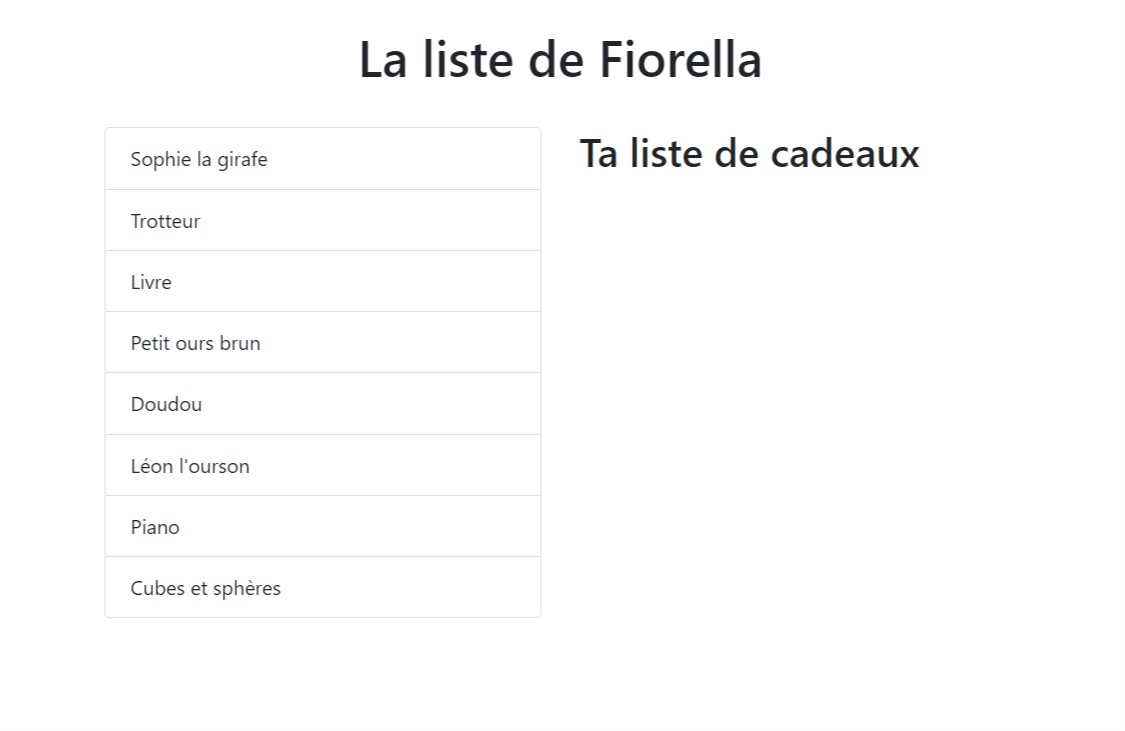 La liste de Fiorella
Sophie la girafe
Trotteur
Livre
Petit ours brun
Doudou
Léon l'ourson
Piano
Cubes et sphères
Ta liste de cadeaux